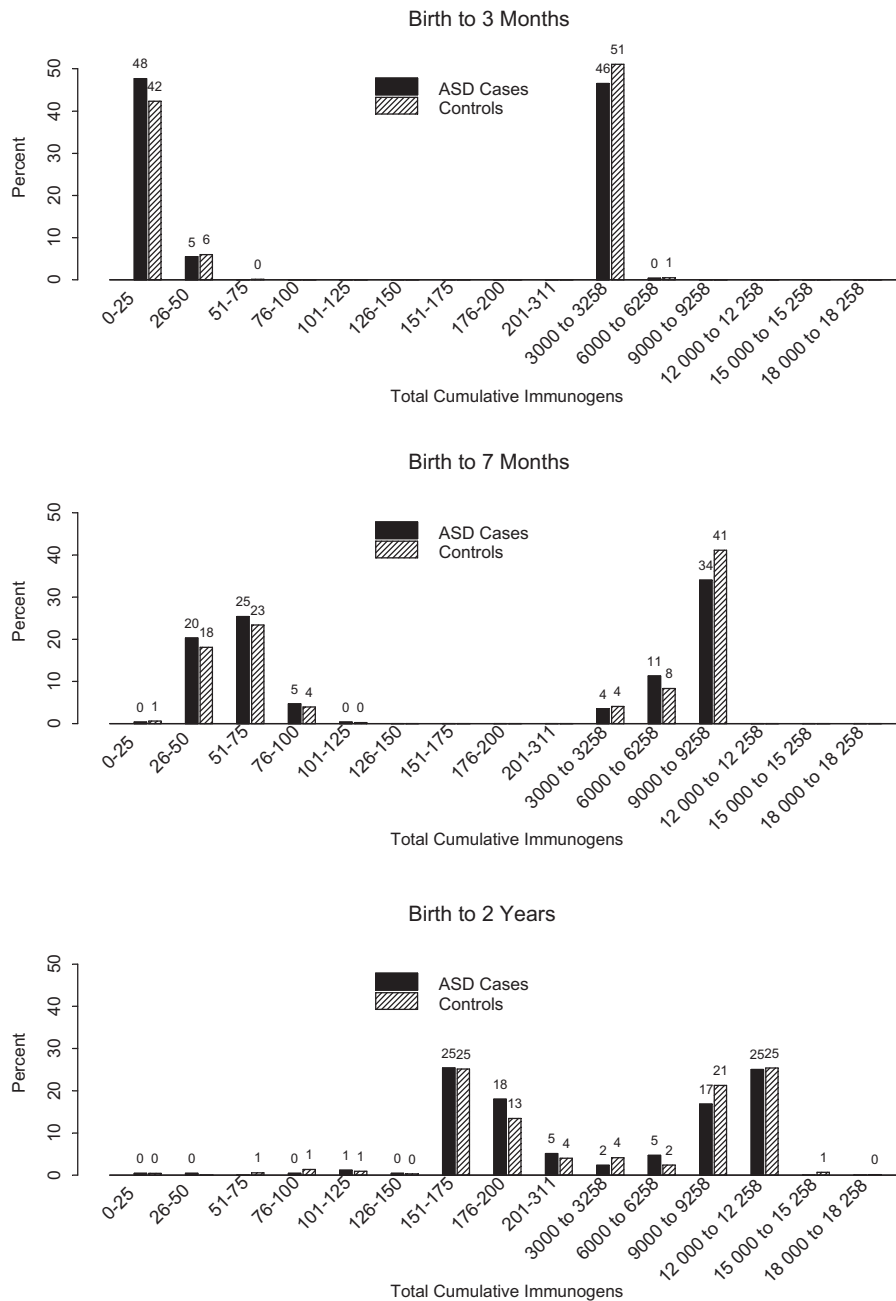 Birth to 3 Months
50
40
30
20
10
0
Percent
ASD Cases
Controls
48
42
5
6
0
46
51
0
1
0-25
26-50
51-75
76-100
101-125
126-150
151-175
176-200
201-311
3000 to 3258
6000 to 6258
9000 to 9258
12 000 to 12 258
15 000 to 15 258
18 000 to 18 258
Total Cumulative Immunogens
Birth to 7 Months
50
40
30
20
10
0
Percent
ASD Cases
Controls
0
1
20
18
25
23
5
4
0
0
4
4
11
8
34
41
0-25
26-50
51-75
76-100
101-125
126-150
151-175
176-200
201-311
3000 to 3258
6000 to 6258
9000 to 9258
12 000 to 12 258
15 000 to 15 258
18 000 to 18 258
Total Cumulative Immunogens
Birth to 2 Years
50
40
30
20
10
0
Percent
ASD Cases
Controls
0
0
0
1
0
1
1
1
0
0
25
25
18
13
5
4
2
4
5
2
17
21
25
25
1
0
0-25
26-50
51-75
76-100
101-125
126-150
151-175
176-200
201-311
3000 to 3258
6000 to 6258
9000 to 9258
12 000 to 12 258
15 000 to 15 258
18 000 to 18 258
Total Cumulative Immunogens